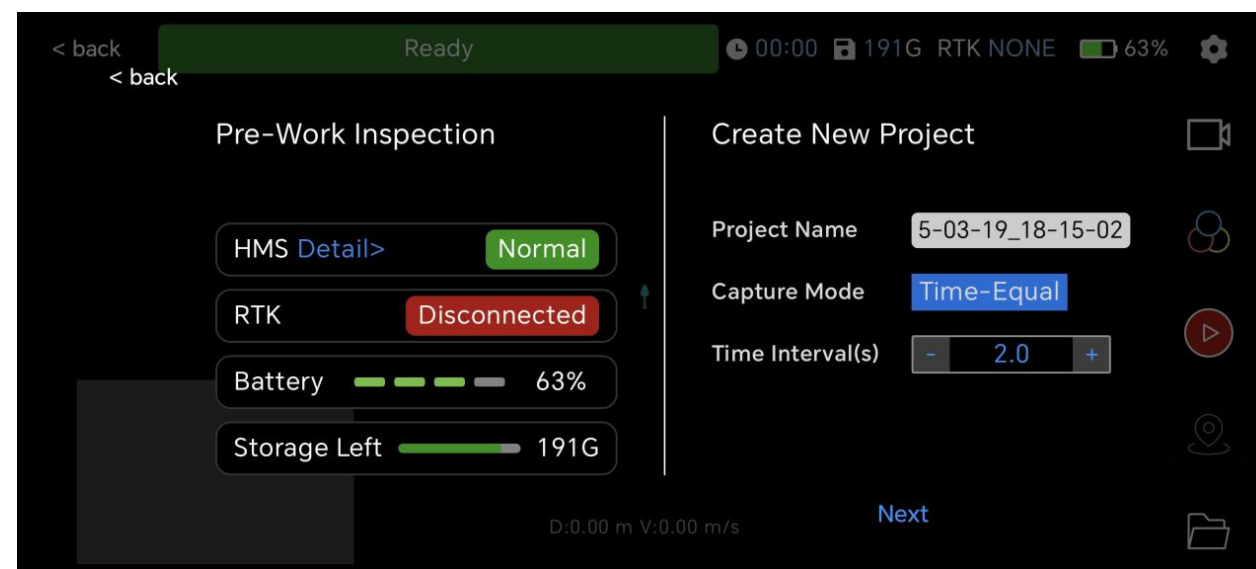 < back Ready 00:00 191G RTK NONE 63%
< back
Pre-Work Inspection
HMS Detail> Normal
RTK Disconnected
Battery 63%
Storage Left 191G
Create New Project
Project Name 5-03-19_18-15-02
Capture Mode Time-Equal
Time Interval(s) - 2.0 +
Next
D:0.00 m V:0.00 m/s